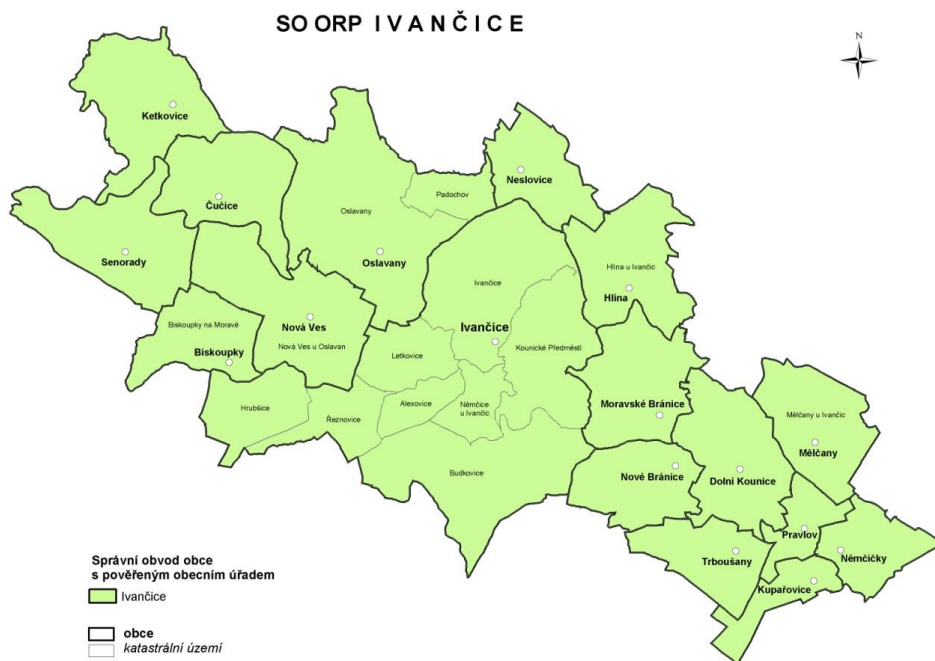 SO ORP I V A N Č I C E
N
Ketkovice
Čučice
Senorady
Oslavany
Padochov
Neslovice
Oslavany
Ivančice
Hlína u Ivančic
Hlína
Biskoupky na Moravě
Biskoupky
Nová Ves
Nová Ves u Oslavan
Ivančice
Letkovice
Kounické Předměstí
Hrubšice
Řeznovice
Alexovice
Němčice
u Ivančic
Moravské Bránice
Mělčany u Ivančic
Mělčany
Budkovice
Nové Bránice
Dolní Kounice
Pravlov
Trboušany
Němčičky
Kupařovice
Správní obvod obce
s pověřeným obecním úřadem
Ivančice
obce
katastrální území